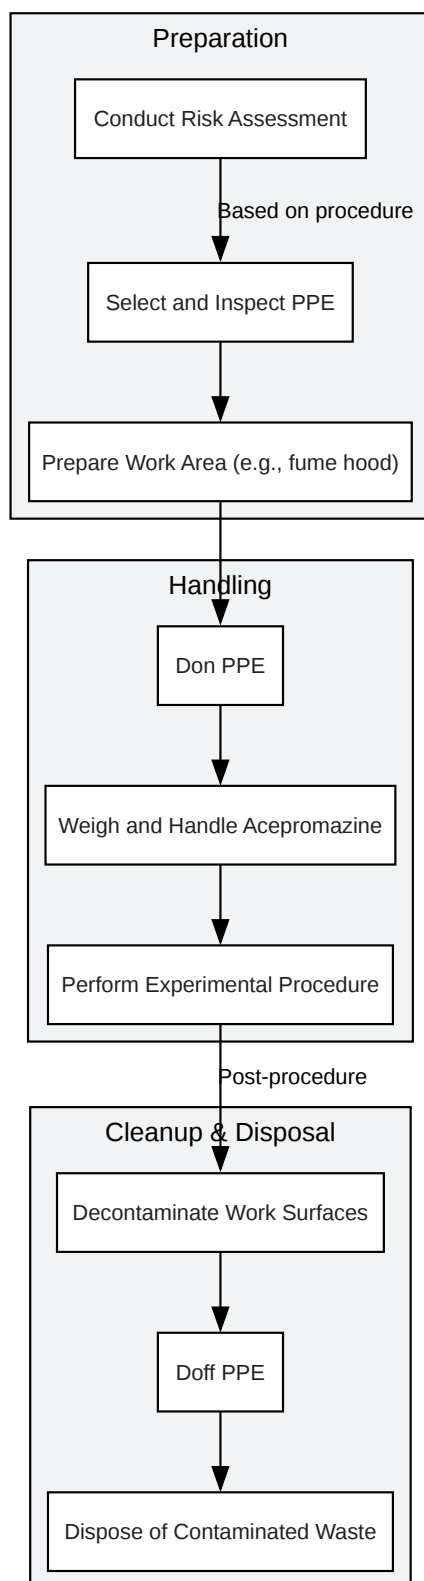 Preparation
Conduct Risk Assessment
Based on procedure
Select and Inspect PPE
Prepare Work Area (e.g., fume hood)
Handling
Don PPE
Weigh and Handle Acepromazine
Perform Experimental Procedure
Post-procedure
Cleanup & Disposal
Decontaminate Work Surfaces
Doff PPE
Dispose of Contaminated Waste